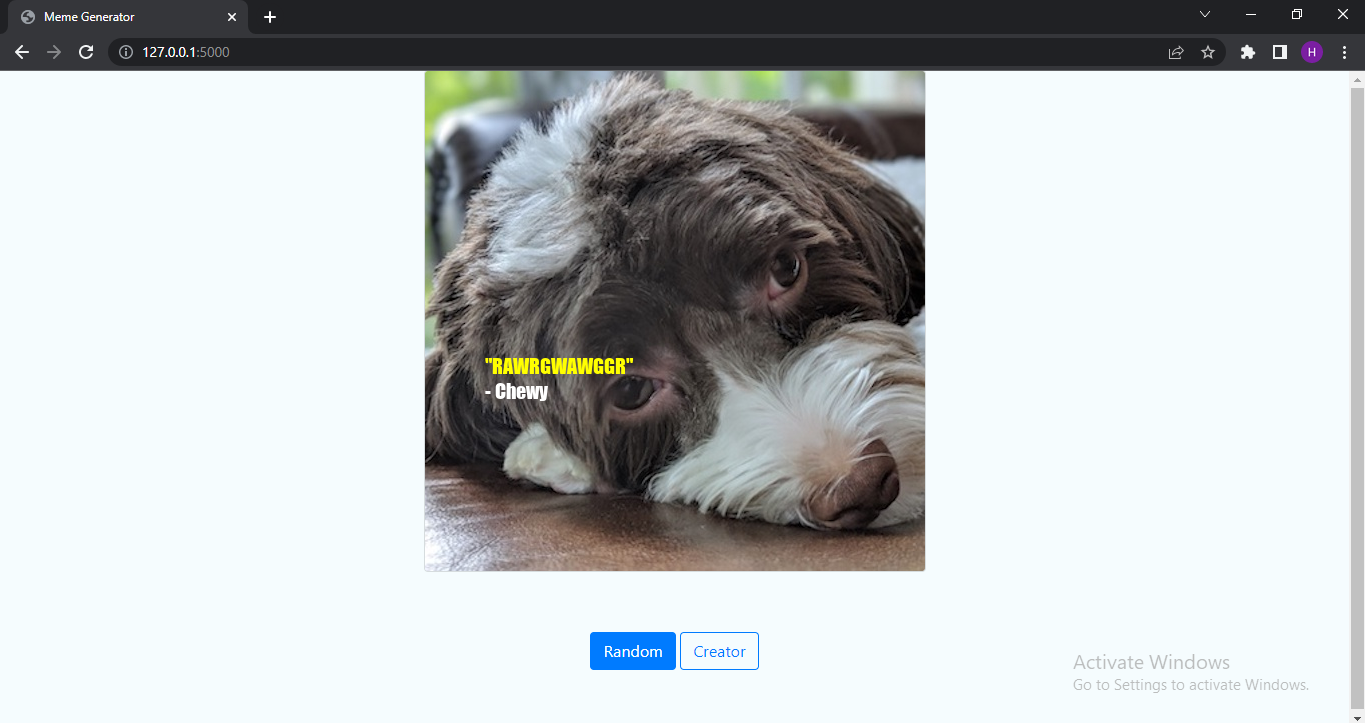 Meme Generator
127.0.0.1:5000
H
"RAWRGWAWGGR"
- Chewy
Random
Creator
Activate Windows
Go to Settings to activate Windows.